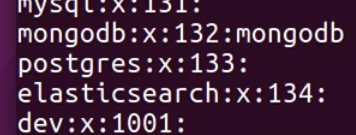 mysql:x:131:
mongodb:x:132:mongodb
postgres:x:133:
elasticsearch:x:134:
dev:x:1001: